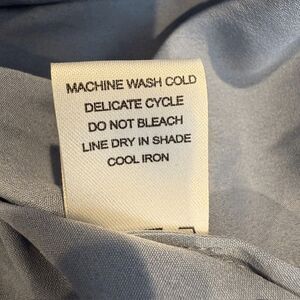 MACHINE WASH COLD
DELICATE CYCLE
DO NOT BLEACH
LINE DRY IN SHADE
COOL IRON